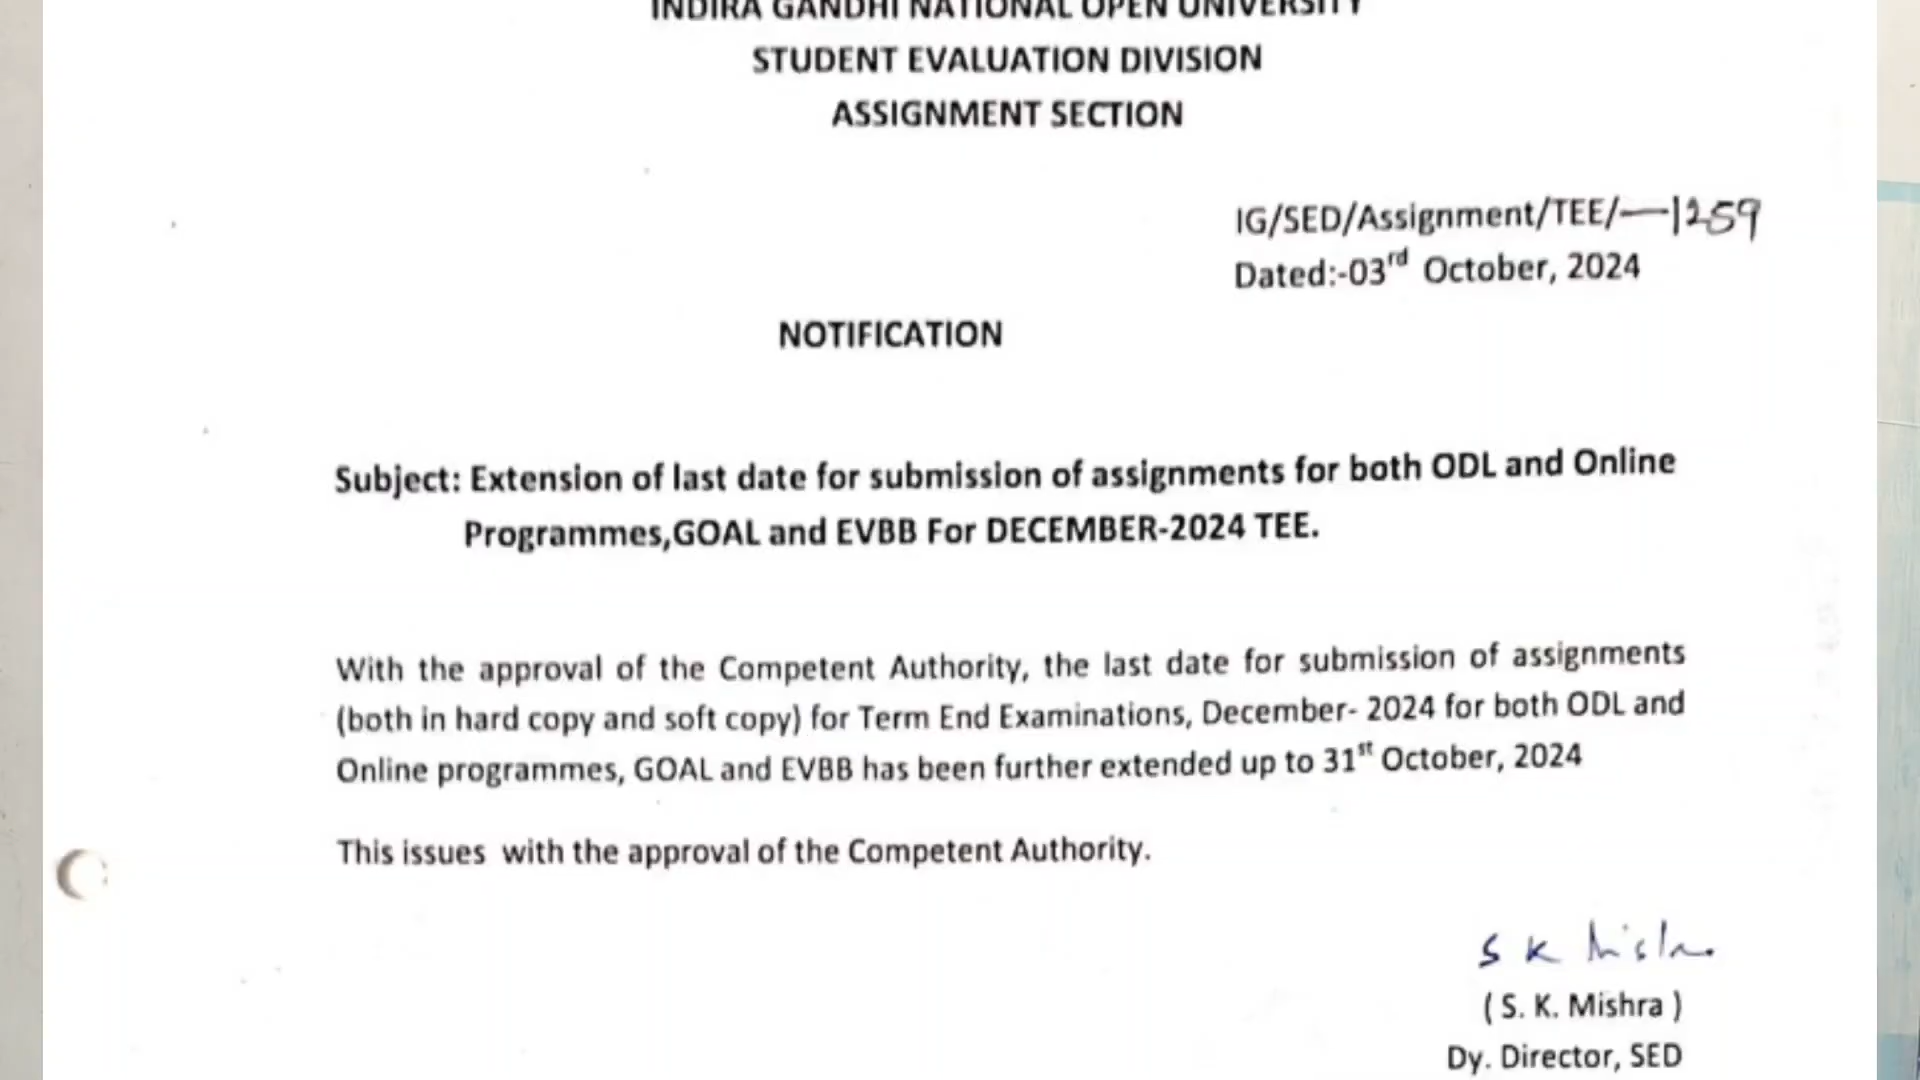 INDIRA GANDHI NATIONAL OPEN UNIVERSITY
STUDENT EVALUATION DIVISION
ASSIGNMENT SECTION
IG/SED/Assignment/TEE/—1259
Dated:-03rd October, 2024
NOTIFICATION
Subject: Extension of last date for submission of assignments for both ODL and Online
Programmes,GOAL and EVBB For DECEMBER-2024 TEE.
With the approval of the Competent Authority, the last date for submission of assignments
(both in hard copy and soft copy) for Term End Examinations, December- 2024 for both ODL and
Online programmes, GOAL and EVBB has been further extended up to 31st October, 2024
This issues with the approval of the Competent Authority.
S K Mishra
( S. K. Mishra )
Dy. Director, SED